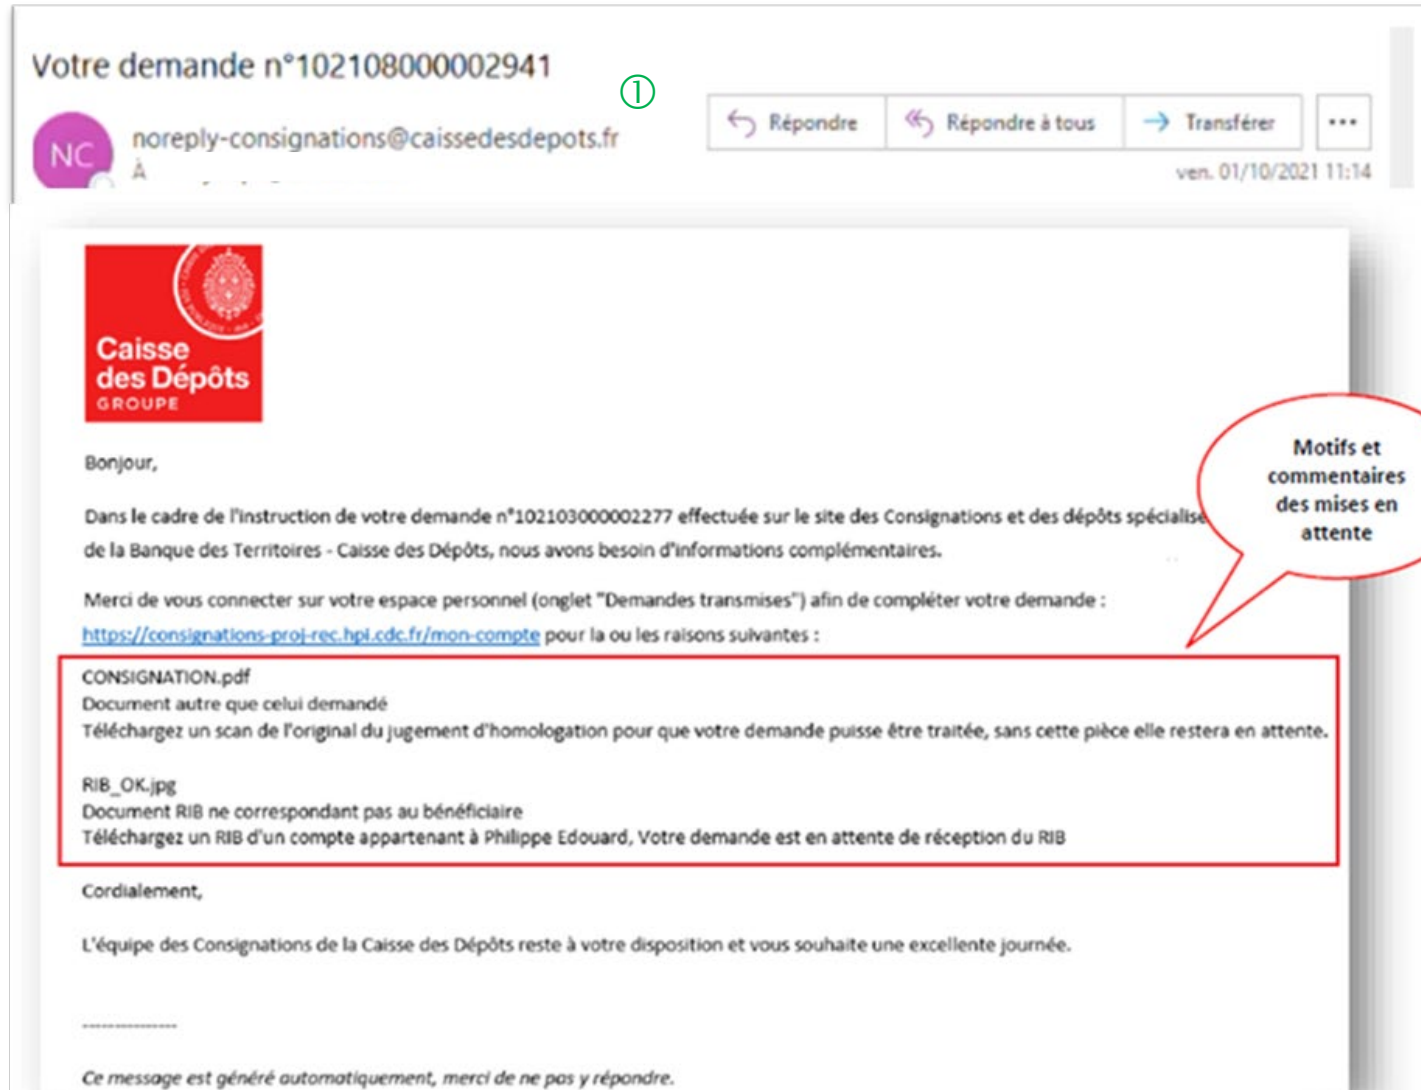 Votre demande n°102108000002941
①
NC
noreply-consignations@caissedesdepots.fr
À
Répondre
Répondre à tous
Transférer
...
ven. 01/10/2021 11:14
Caisse
des Dépôts
GROUPE
Bonjour,
Dans le cadre de l'instruction de votre demande n°102103000002277 effectuée sur le site des Consignations et des dépôts spécialisé
de la Banque des Territoires - Caisse des Dépôts, nous avons besoin d'informations complémentaires.
Motifs et
commentaires
des mises en
attente
Merci de vous connecter sur votre espace personnel (onglet "Demandes transmises") afin de compléter votre demande :
https://consignations-proj-rec.hpi.cdc.fr/mon-compte pour la ou les raisons suivantes :
CONSIGNATION.pdf
Document autre que celui demandé
Téléchargez un scan de l'original du jugement d'homologation pour que votre demande puisse être traitée, sans cette pièce elle restera en attente.
RIB_OK.jpg
Document RIB ne correspondant pas au bénéficiaire
Téléchargez un RIB d'un compte appartenant à Philippe Edouard, Votre demande est en attente de réception du RIB
Cordialement,
L'équipe des Consignations de la Caisse des Dépôts reste à votre disposition et vous souhaite une excellente journée.
---------------
Ce message est généré automatiquement, merci de ne pas y répondre.